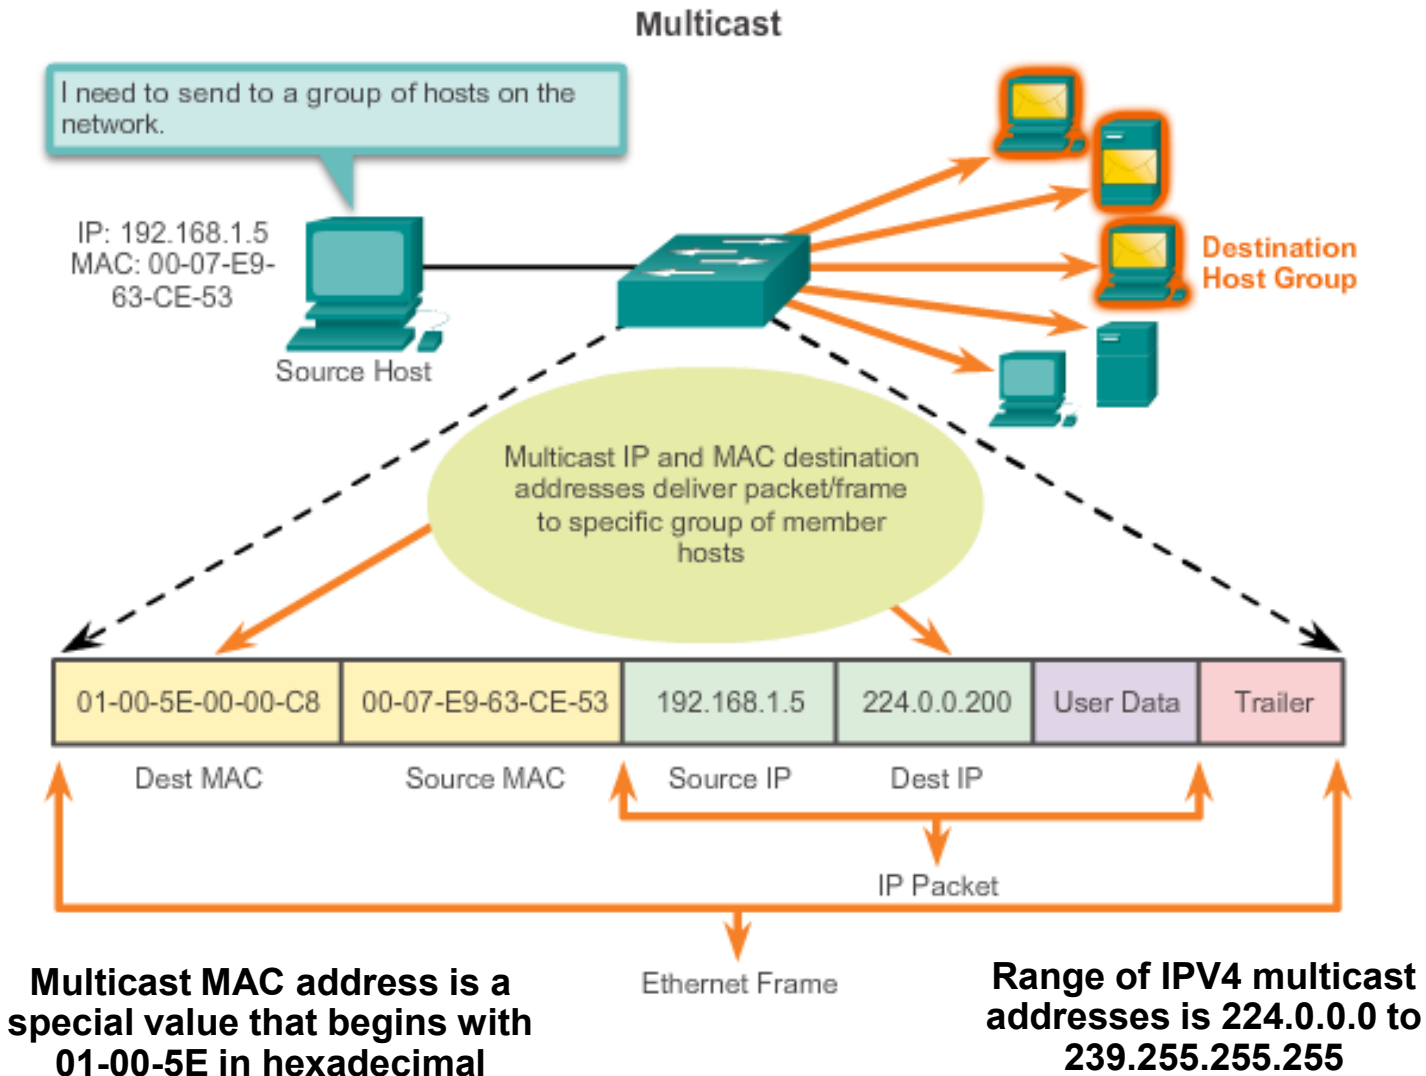 Multicast
I need to send to a group of hosts on the
network.
IP: 192.168.1.5
MAC: 00-07-E9-
63-CE-53
Source Host
Destination
Host Group
Multicast IP and MAC destination
addresses deliver packet/frame
to specific group of member
hosts
01-00-5E-00-00-C8 00-07-E9-63-CE-53 192.168.1.5 224.0.0.200 User Data Trailer
Dest MAC Source MAC Source IP Dest IP
IP Packet
Ethernet Frame
Multicast MAC address is a
special value that begins with
01-00-5E in hexadecimal
Range of IPV4 multicast
addresses is 224.0.0.0 to
239.255.255.255